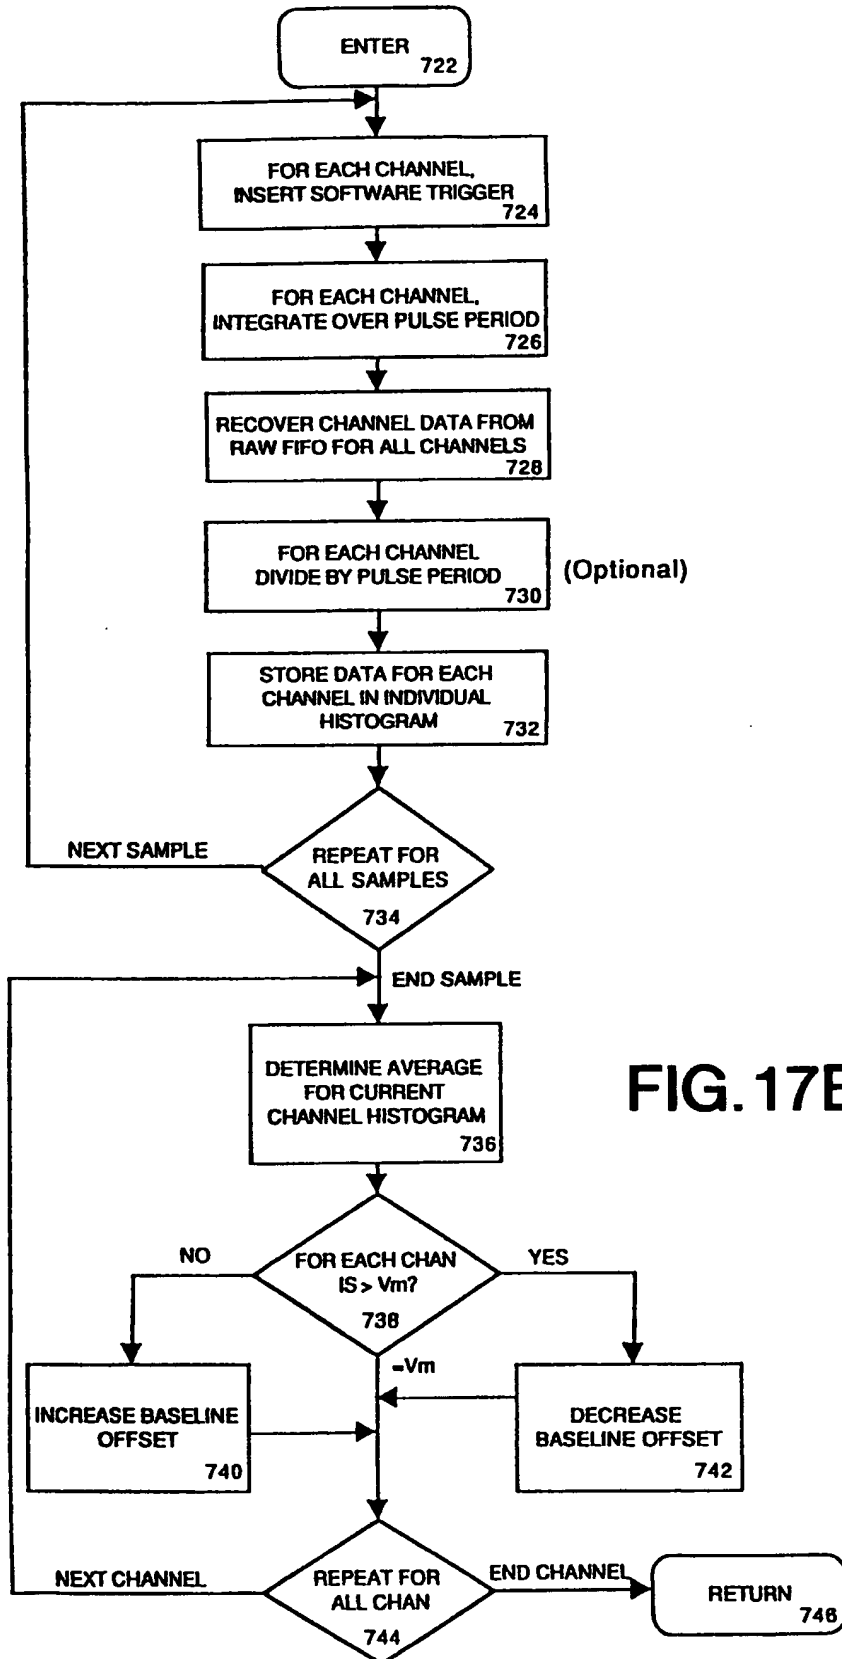 ENTER
722
FOR EACH CHANNEL,
INSERT SOFTWARE TRIGGER
724
FOR EACH CHANNEL,
INTEGRATE OVER PULSE PERIOD
726
RECOVER CHANNEL DATA FROM
RAW FIFO FOR ALL CHANNELS
728
FOR EACH CHANNEL
DIVIDE BY PULSE PERIOD
730
(Optional)
STORE DATA FOR EACH
CHANNEL IN INDIVIDUAL
HISTOGRAM
732
NEXT SAMPLE
REPEAT FOR
ALL SAMPLES
734
END SAMPLE
DETERMINE AVERAGE
FOR CURRENT
CHANNEL HISTOGRAM
736
FIG. 17B
NO
FOR EACH CHAN
IS > Vm?
738
YES
=Vm
INCREASE BASELINE
OFFSET
740
DECREASE
BASELINE OFFSET
742
NEXT CHANNEL
REPEAT FOR
ALL CHAN
744
END CHANNEL
RETURN
746